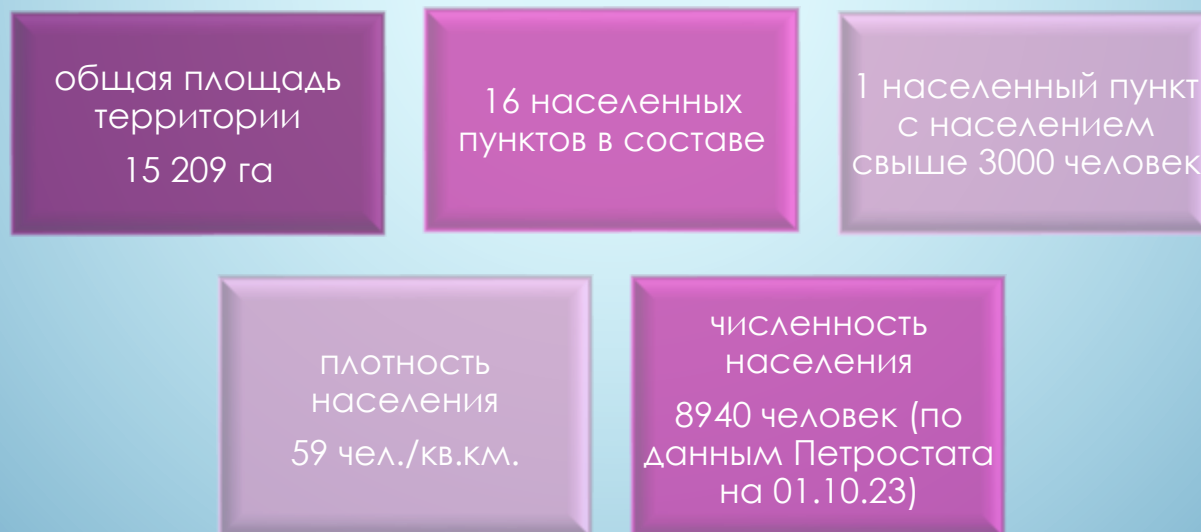 общая площадь
территории
15 209 га
16 населенных
пунктов в составе
1 населенный пункт
с населением
свыше 3000 человек
плотность
населения
59 чел./кв.км.
численность
населения
8940 человек (по
данным Петростата
на 01.10.23)